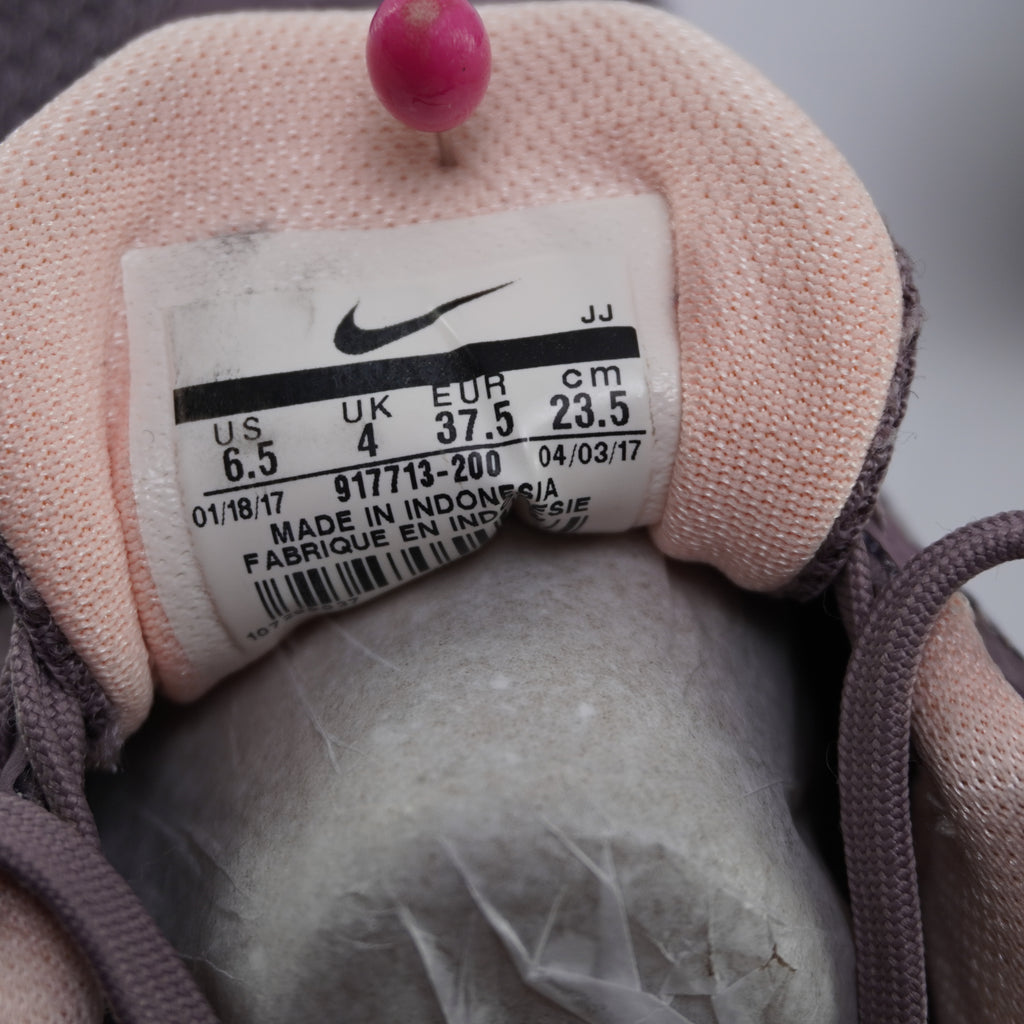 JJ
US UK EUR cm
6.5 4 37.5 23.5
01/18/17 917713-200 04/03/17
MADE IN INDONESIA
FABRIQUE EN INDONESIE